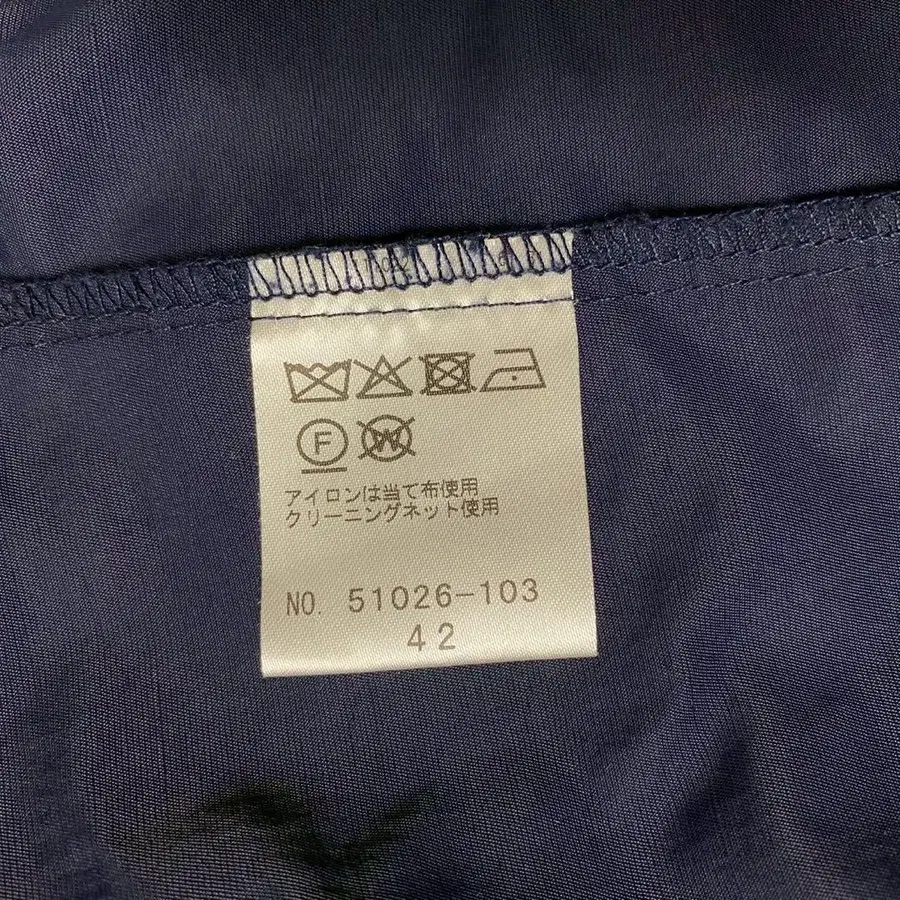 F W
アイロンは当て布使用
クリーニングネット使用
NO. 51026-103
42